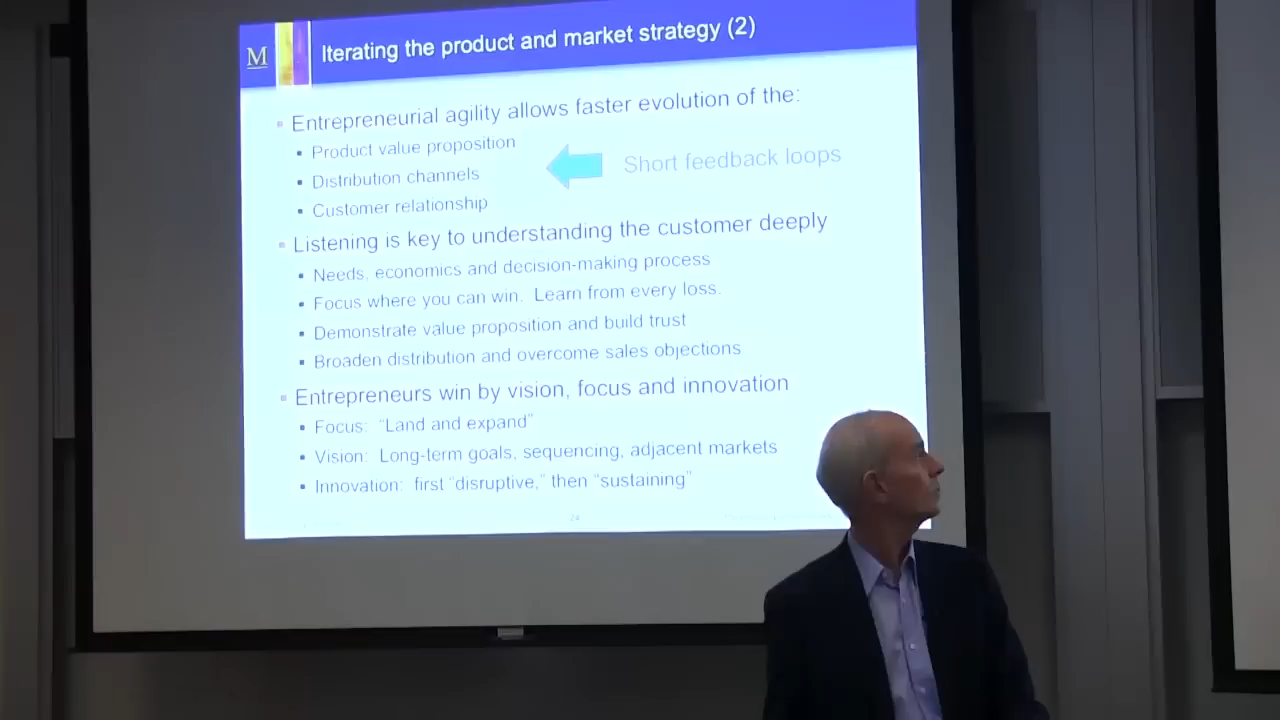 M
Iterating the product and market strategy (2)
Entrepreneurial agility allows faster evolution of the:
Product value proposition
Distribution channels
Customer relationship
Short feedback loops
Listening is key to understanding the customer deeply
Needs, economics and decision-making process
Focus where you can win. Learn from every loss.
Demonstrate value proposition and build trust
Broaden distribution and overcome sales objections
Entrepreneurs win by vision, focus and innovation
Focus: “Land and expand”
Vision: Long-term goals, sequencing, adjacent markets
Innovation: first “disruptive,” then “sustaining”
24